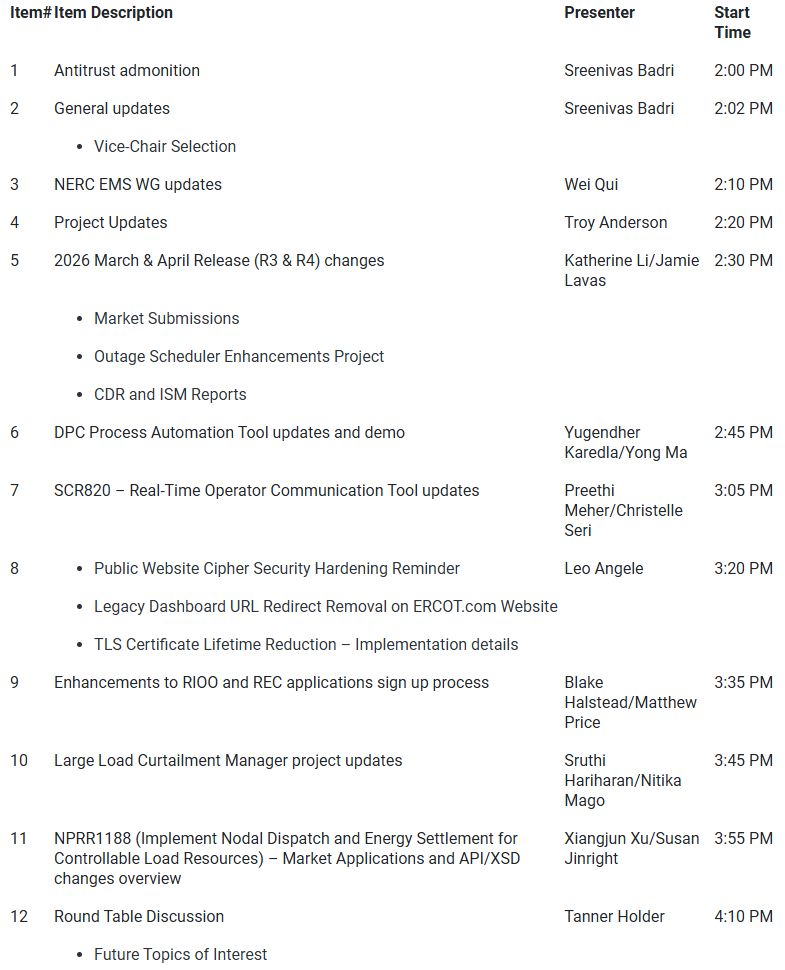 Item# Item Description Presenter Start Time
1 Antitrust admonition Sreenivas Badri 2:00 PM
2 General updates Sreenivas Badri 2:02 PM
• Vice-Chair Selection
3 NERC EMS WG updates Wei Qui 2:10 PM
4 Project Updates Troy Anderson 2:20 PM
5 2026 March & April Release (R3 & R4) changes Katherine Li/Jamie Lavas 2:30 PM
• Market Submissions
• Outage Scheduler Enhancements Project
• CDR and ISM Reports
6 DPC Process Automation Tool updates and demo Yugendher Karedla/Yong Ma 2:45 PM
7 SCR820 – Real-Time Operator Communication Tool updates Preethi Meher/Christelle Seri 3:05 PM
8 • Public Website Cipher Security Hardening Reminder Leo Angele 3:20 PM
• Legacy Dashboard URL Redirect Removal on ERCOT.com Website
• TLS Certificate Lifetime Reduction – Implementation details
9 Enhancements to RIOO and REC applications sign up process Blake Halstead/Matthew Price 3:35 PM
10 Large Load Curtailment Manager project updates Sruthi Hariharan/Nitika Mago 3:45 PM
11 NPRR1188 (Implement Nodal Dispatch and Energy Settlement for Controllable Load Resources) – Market Applications and API/XSD changes overview Xiangjun Xu/Susan Jinright 3:55 PM
12 Round Table Discussion Tanner Holder 4:10 PM
• Future Topics of Interest